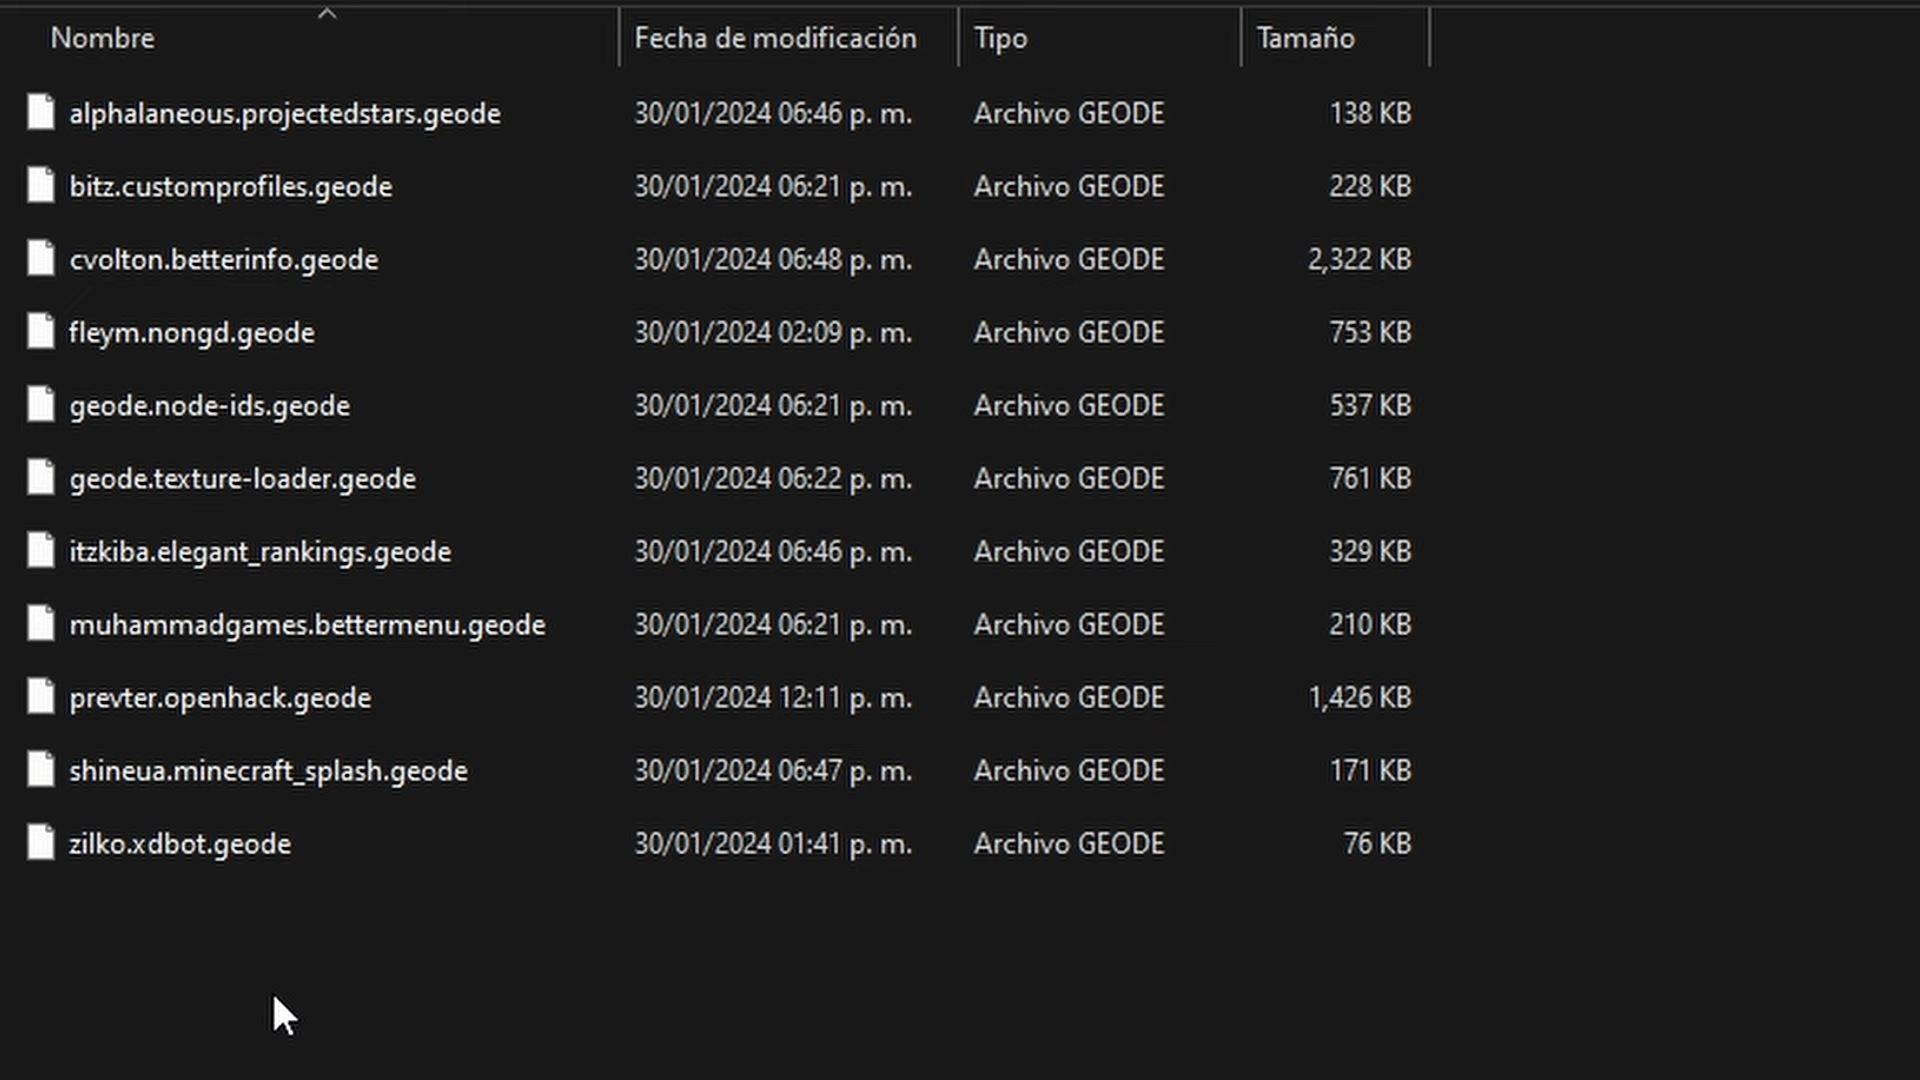 Nombre Fecha de modificación Tipo Tamaño
alphalaneous.projectedstars.geode 30/01/2024 06:46 p. m. Archivo GEODE 138 KB
bitz.customprofiles.geode 30/01/2024 06:21 p. m. Archivo GEODE 228 KB
cvolton.betterinfo.geode 30/01/2024 06:48 p. m. Archivo GEODE 2,322 KB
fleym.nongd.geode 30/01/2024 02:09 p. m. Archivo GEODE 753 KB
geode.node-ids.geode 30/01/2024 06:21 p. m. Archivo GEODE 537 KB
geode.texture-loader.geode 30/01/2024 06:22 p. m. Archivo GEODE 761 KB
itzkiba.elegant_rankings.geode 30/01/2024 06:46 p. m. Archivo GEODE 329 KB
muhammadgames.bettermenu.geode 30/01/2024 06:21 p. m. Archivo GEODE 210 KB
prevter.openhack.geode 30/01/2024 12:11 p. m. Archivo GEODE 1,426 KB
shineua.minecraft_splash.geode 30/01/2024 06:47 p. m. Archivo GEODE 171 KB
zilko.xdbot.geode 30/01/2024 01:41 p. m. Archivo GEODE 76 KB